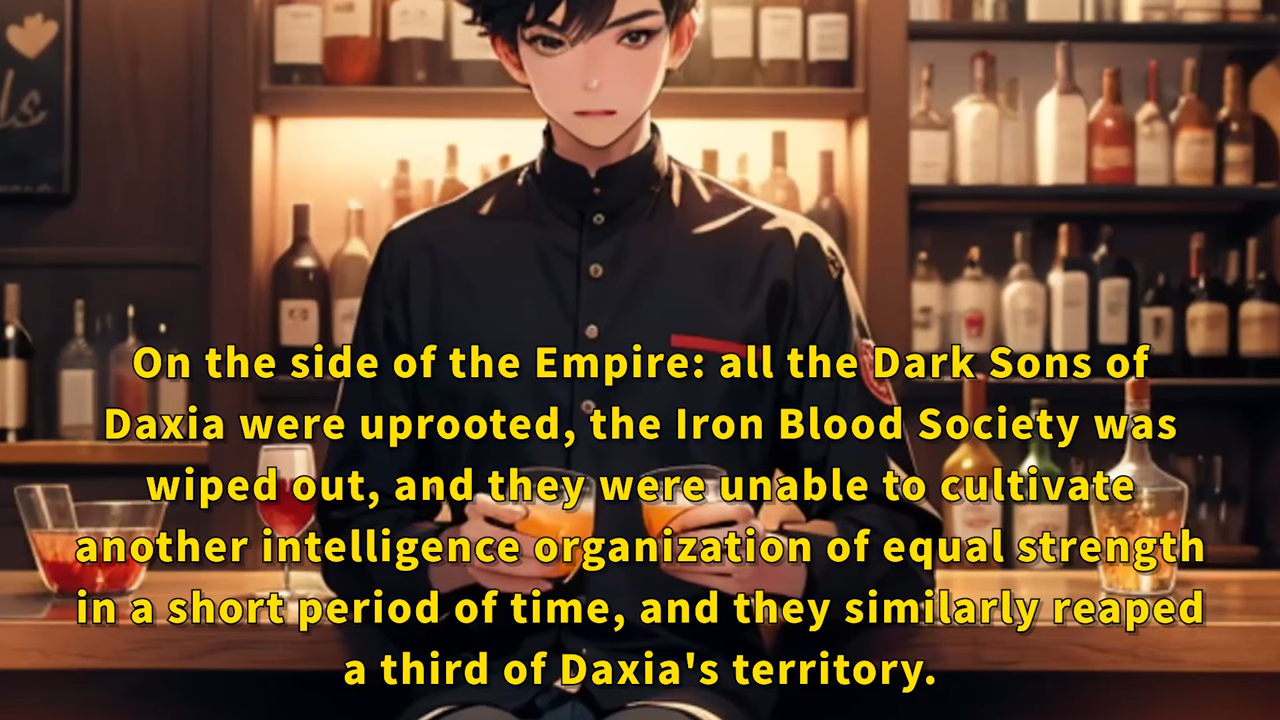 ls
On the side of the Empire: all the Dark Sons of
Daxia were uprooted, the Iron Blood Society was
wiped out, and they were unable to cultivate
another intelligence organization of equal strength
in a short period of time, and they similarly reaped
a third of Daxia's territory.